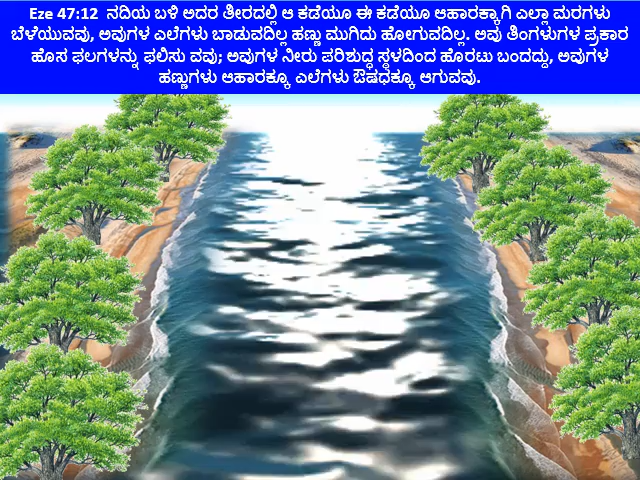 Eze 47:12 ನದಿಯ ಬಳಿ ಅದರ ತೀರದಲ್ಲಿ ಆ ಕಡೆಯೂ ಈ ಕಡೆಯೂ ಆಹಾರಕ್ಕಾಗಿ ಎಲ್ಲಾ ಮರಗಳು
ಬೆಳೆಯುವವು, ಅವುಗಳ ಎಲೆಗಳು ಬಾಡುವದಿಲ್ಲ ಹಣ್ಣು ಮುಗಿದು ಹೋಗುವದಿಲ್ಲ. ಅವು ತಿಂಗಳುಗಳ ಪ್ರಕಾರ
ಹೊಸ ಫಲಗಳನ್ನು ಫಲಿಸು ವವು; ಅವುಗಳ ನೀರು ಪರಿಶುದ್ಧ ಸ್ಥಳದಿಂದ ಹೊರಟು ಬಂದದ್ದು, ಅವುಗಳ
ಹಣ್ಣುಗಳು ಆಹಾರಕ್ಕೂ ಎಲೆಗಳು ಔಷಧಕ್ಕೂ ಆಗುವವು.